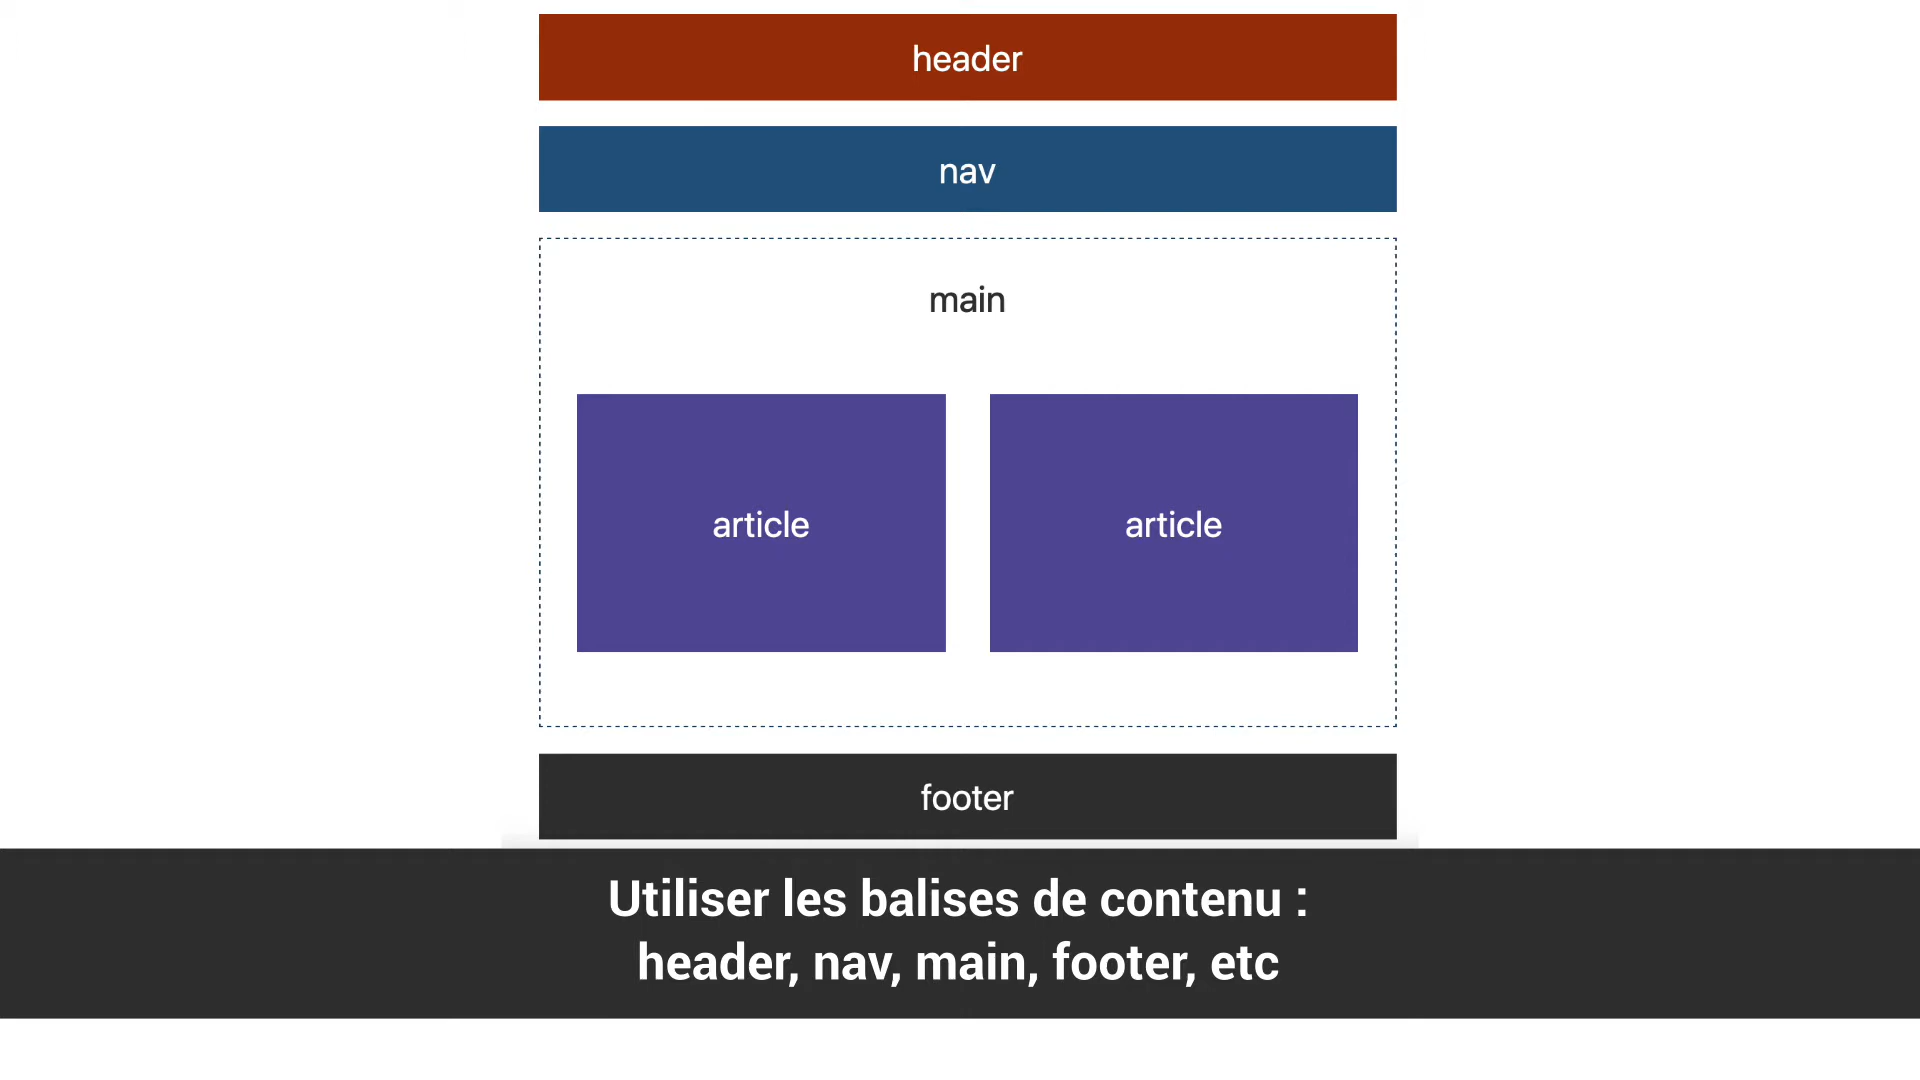 header
nav
main
article
article
footer
Utiliser les balises de contenu :
header, nav, main, footer, etc